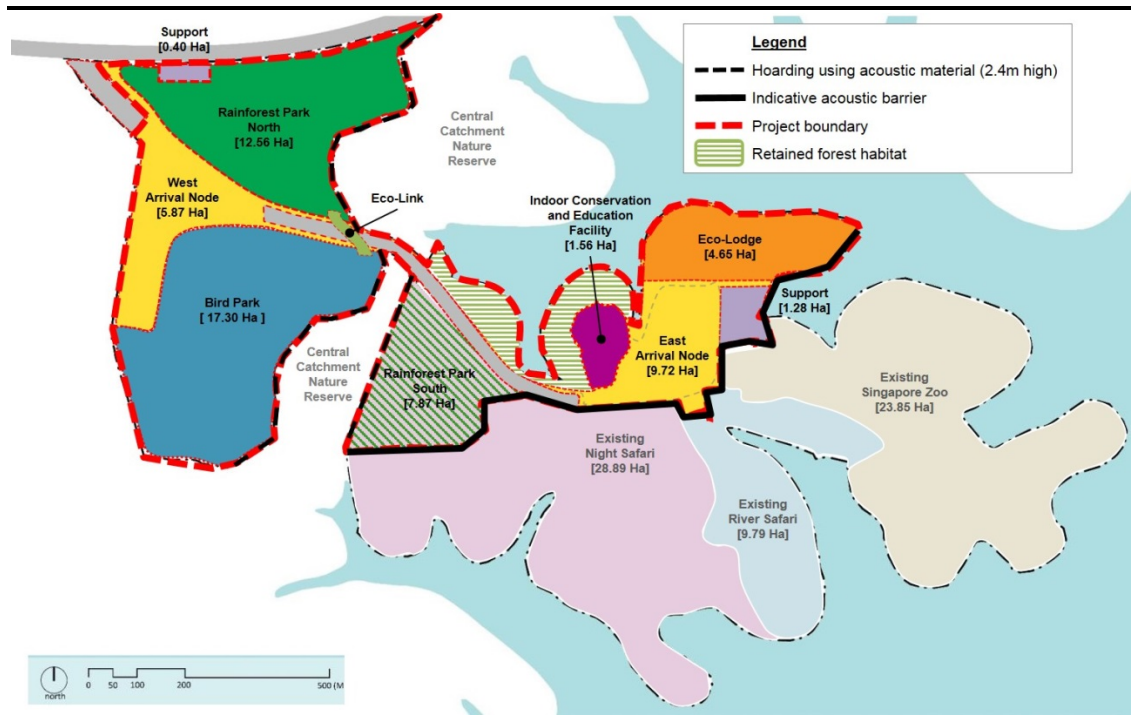 Support
[0.40 Ha]
Rainforest Park
North
[12.56 Ha]
Central
Catchment
Nature
Reserve
West
Arrival Node
[5.87 Ha]
Eco-Link
Bird Park
[ 17.30 Ha ]
Central
Catchment
Nature
Reserve
Rainforest Park
South
[7.87 Ha]
Indoor Conservation
and Education
Facility
[1.56 Ha]
Eco-Lodge
[4.65 Ha]
Support
[1.28 Ha]
East
Arrival Node
[9.72 Ha]
Existing
Singapore Zoo
[23.85 Ha]
Existing
Night Safari
[28.89 Ha]
Existing
River Safari
[9.79 Ha]
Legend
Hoarding using acoustic material (2.4m high)
Indicative acoustic barrier
Project boundary
Retained forest habitat
north
0 50 100 200 500 (M